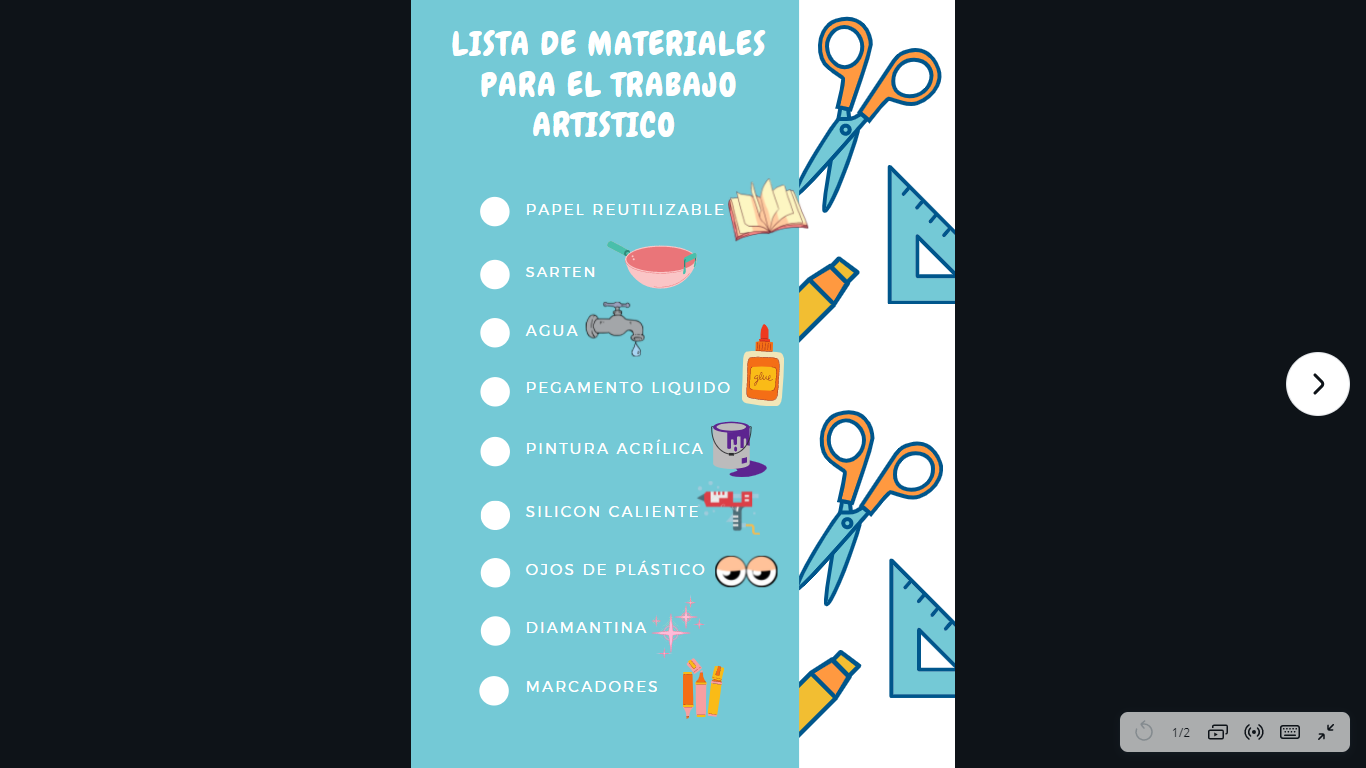 LISTA DE MATERIALES
PARA EL TRABAJO
ARTISTICO
PAPEL REUTILIZABLE
SARTEN
AGUA
PEGAMENTO LIQUIDO
glue
PINTURA ACRÍLICA
SILICON CALIENTE
OJOS DE PLÁSTICO
DIAMANTINA
MARCADORES
1/2